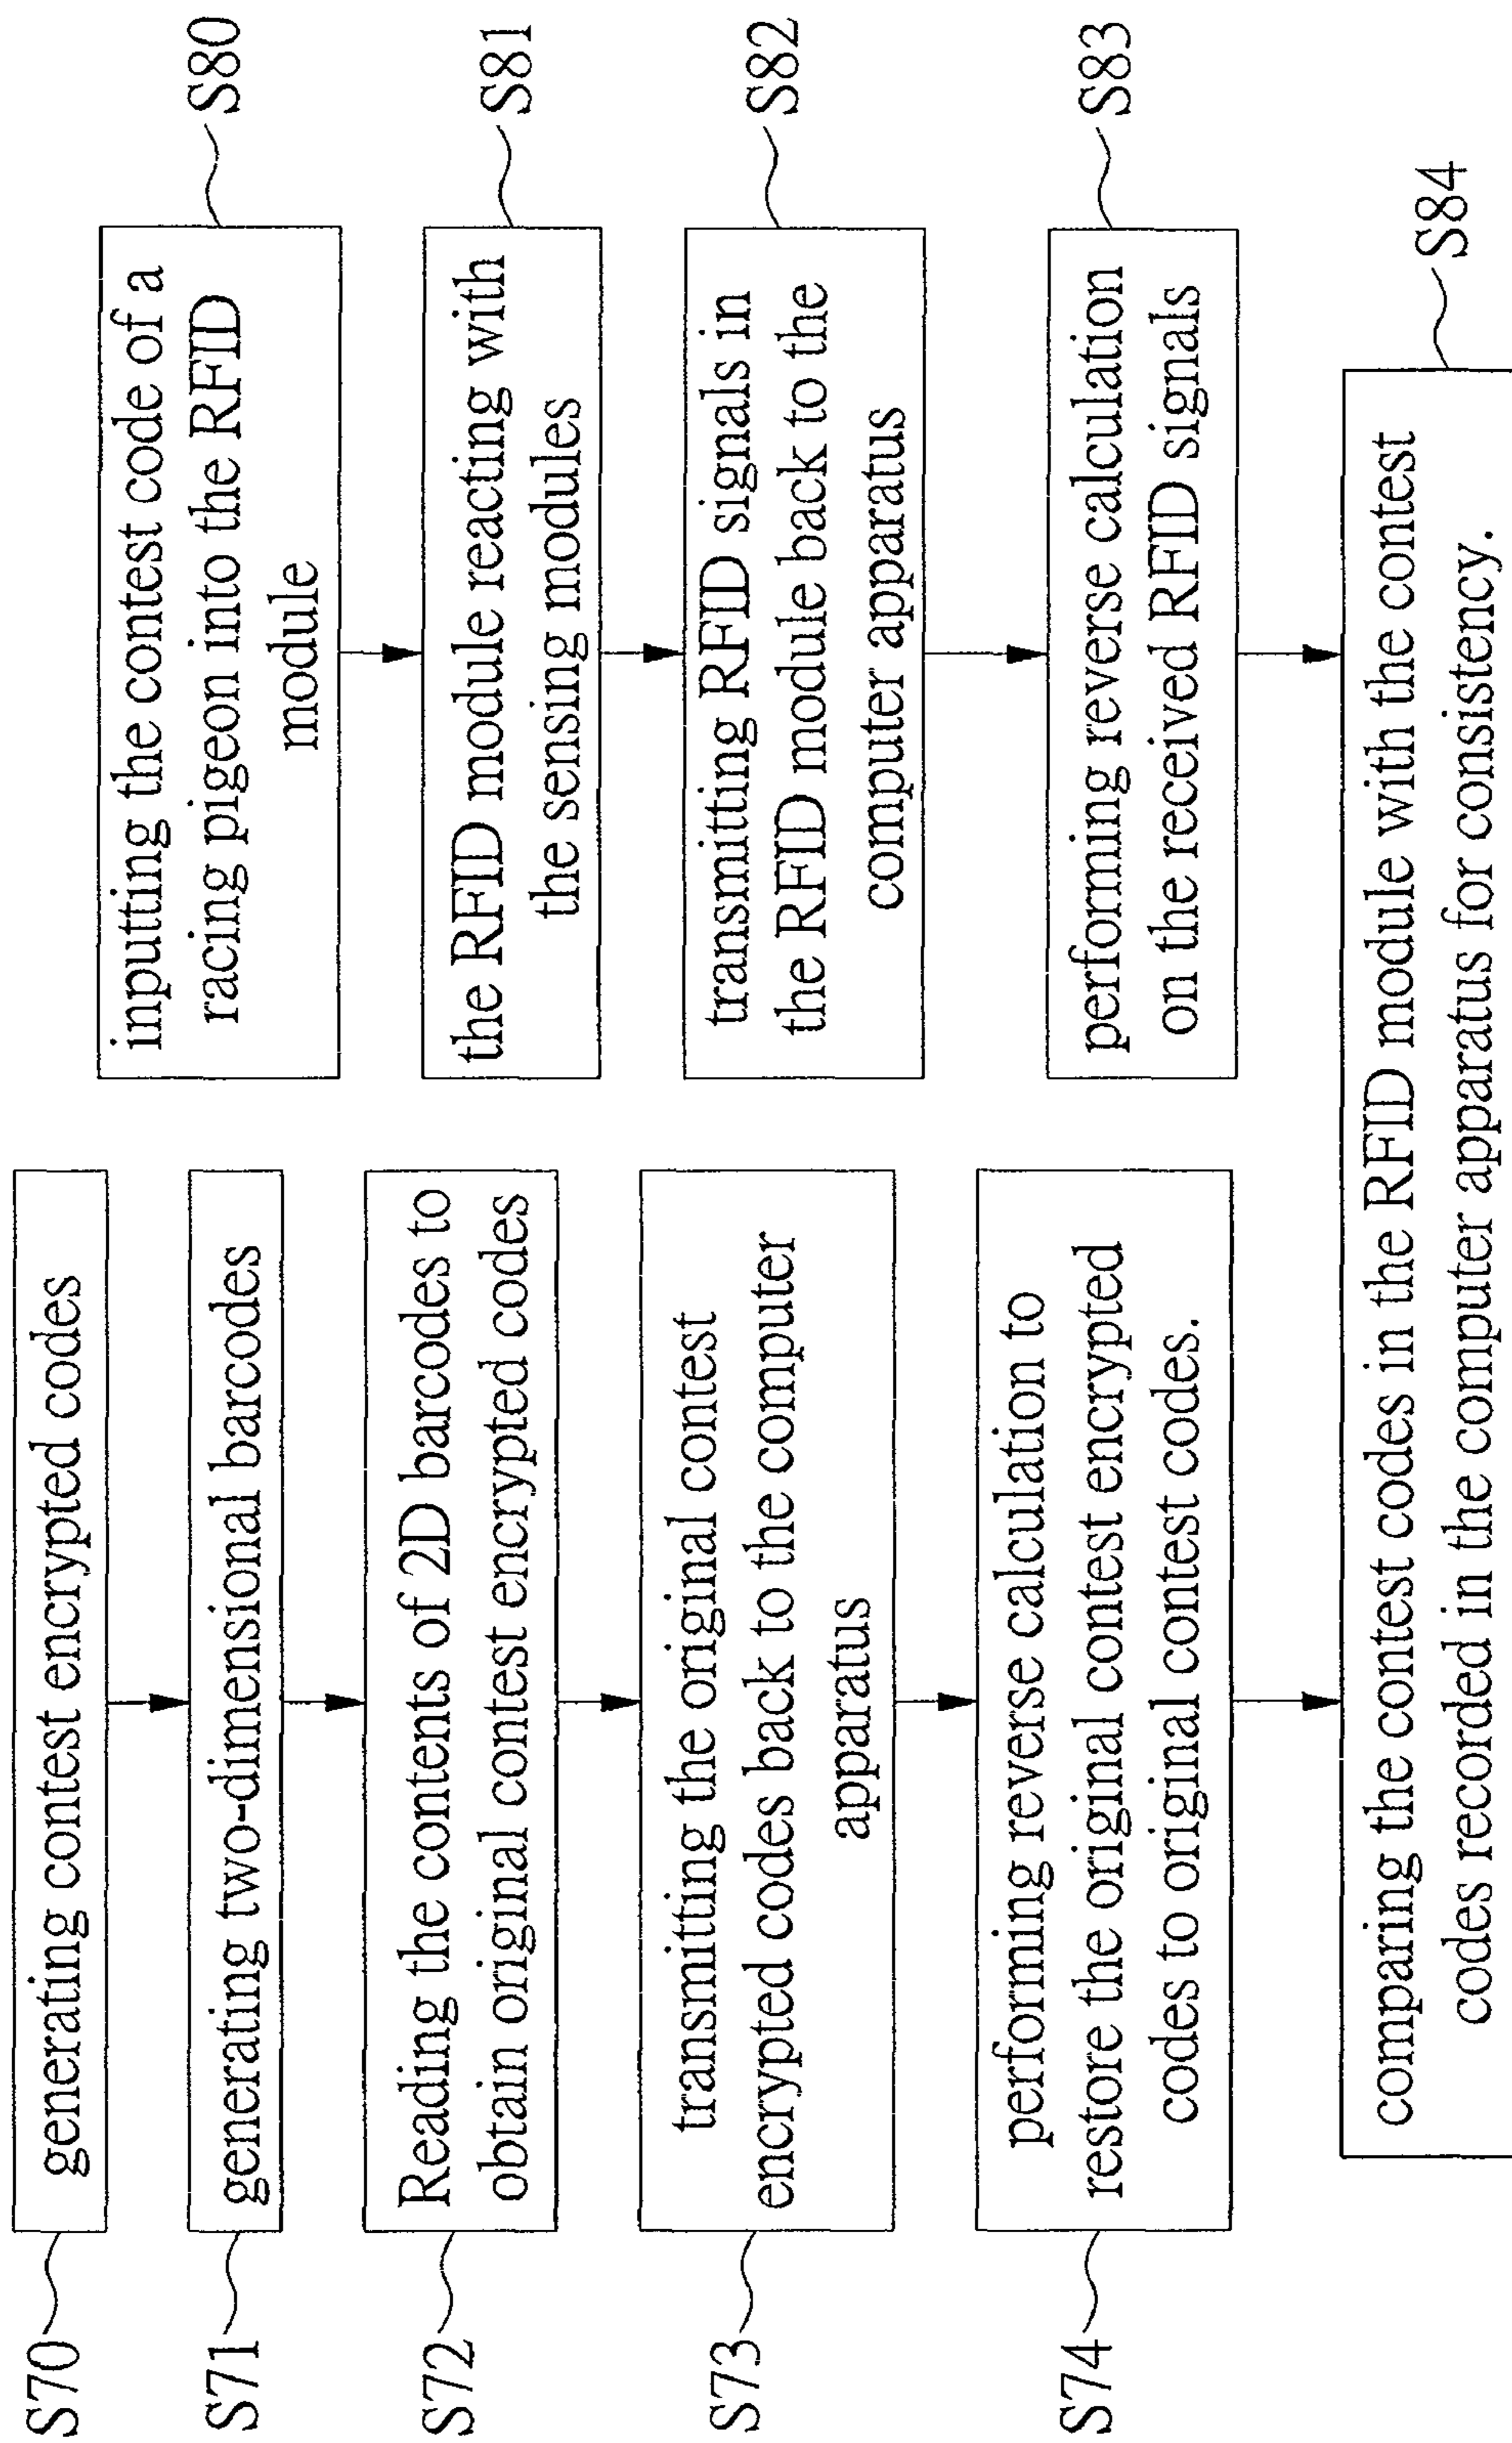 S70
generating contest encrypted codes
S71
generating two-dimensional barcodes
S72
Reading the contents of 2D barcodes to
obtain original contest encrypted codes
S73
transmitting the original contest
encrypted codes back to the computer
apparatus
S74
performing reverse calculation to
restore the original contest encrypted
codes to original contest codes.
inputting the contest code of a
racing pigeon into the RFID
module
S80
the RFID module reacting with
the sensing modules
S81
transmitting RFID signals in
the RFID module back to the
computer apparatus
S82
performing reverse calculation
on the received RFID signals
S83
comparing the contest codes in the RFID module with the contest
codes recorded in the computer apparatus for consistency.
S84